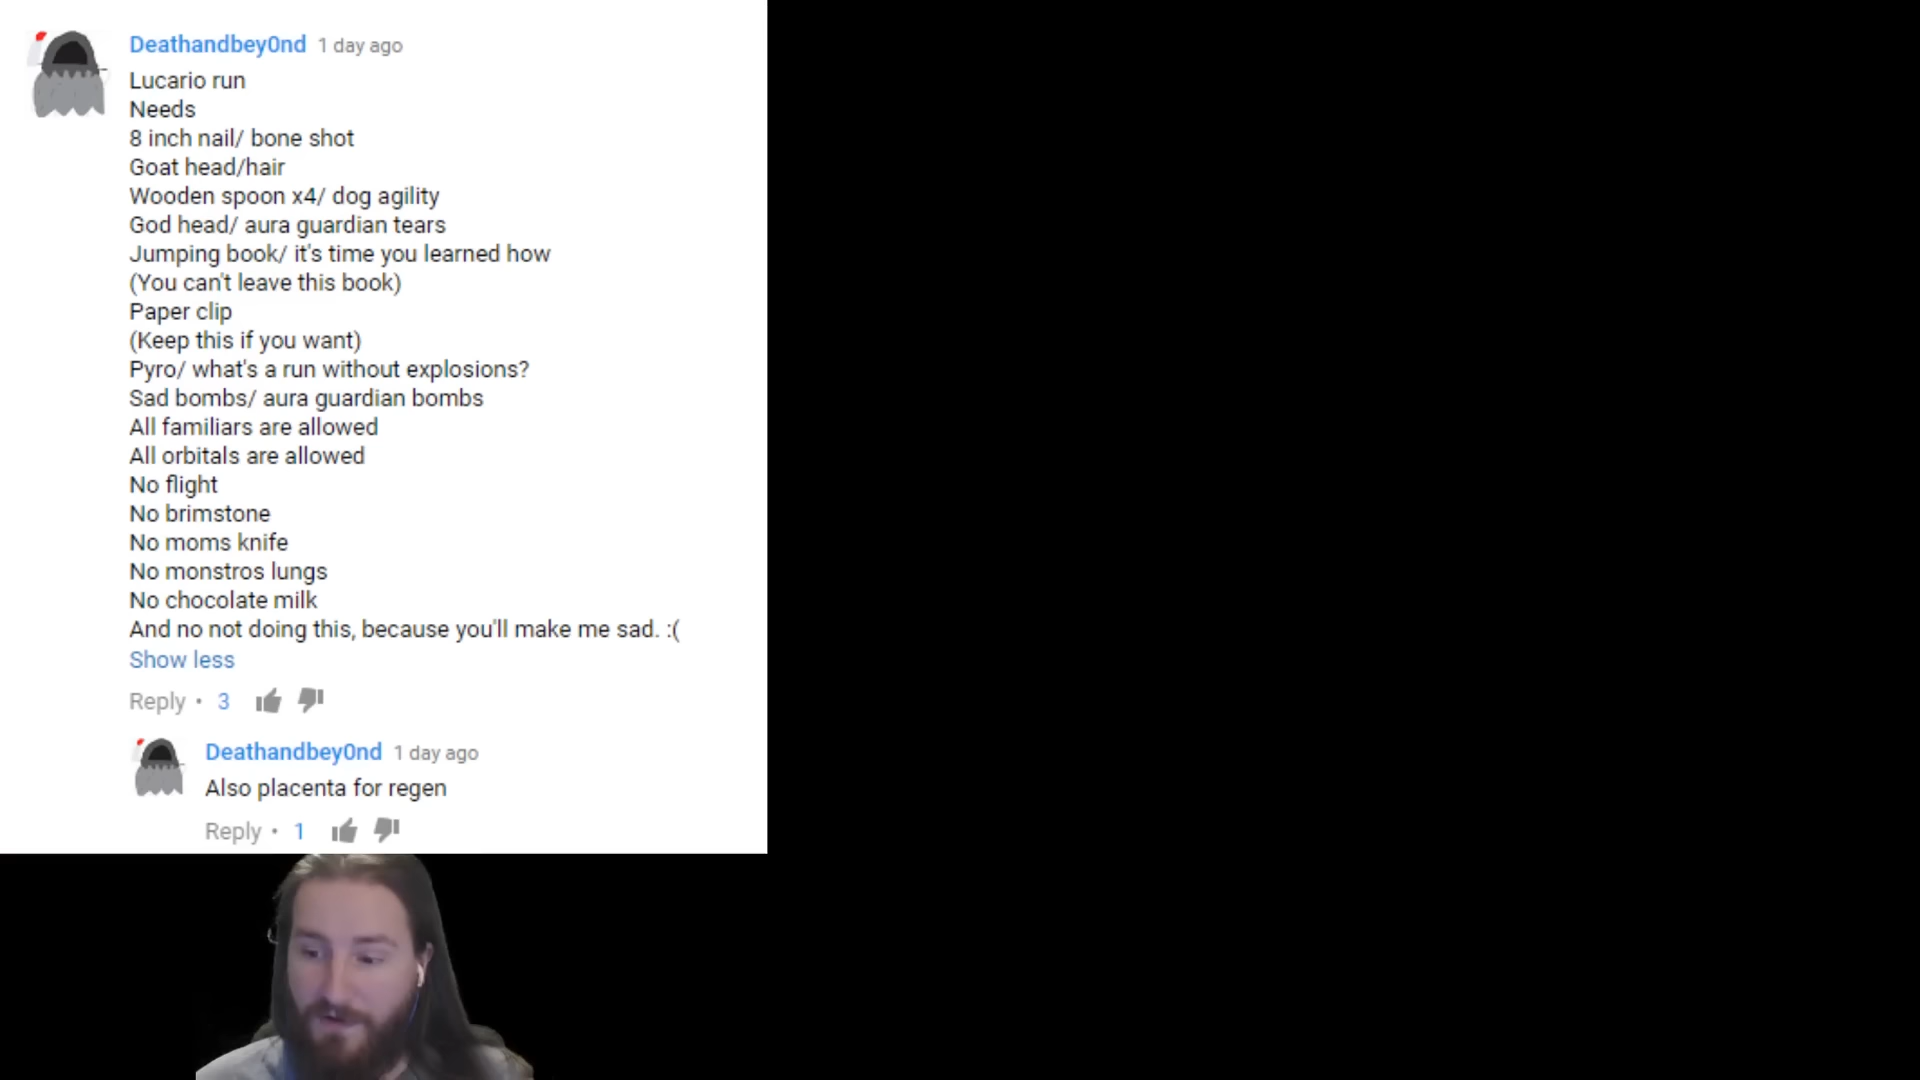 Deathandbey0nd 1 day ago
Lucario run
Needs
8 inch nail/ bone shot
Goat head/hair
Wooden spoon x4/ dog agility
God head/ aura guardian tears
Jumping book/ it's time you learned how
(You can't leave this book)
Paper clip
(Keep this if you want)
Pyro/ what's a run without explosions?
Sad bombs/ aura guardian bombs
All familiars are allowed
All orbitals are allowed
No flight
No brimstone
No moms knife
No monstros lungs
No chocolate milk
And no not doing this, because you'll make me sad. :(
Show less
Reply • 3
Deathandbey0nd 1 day ago
Also placenta for regen
Reply • 1